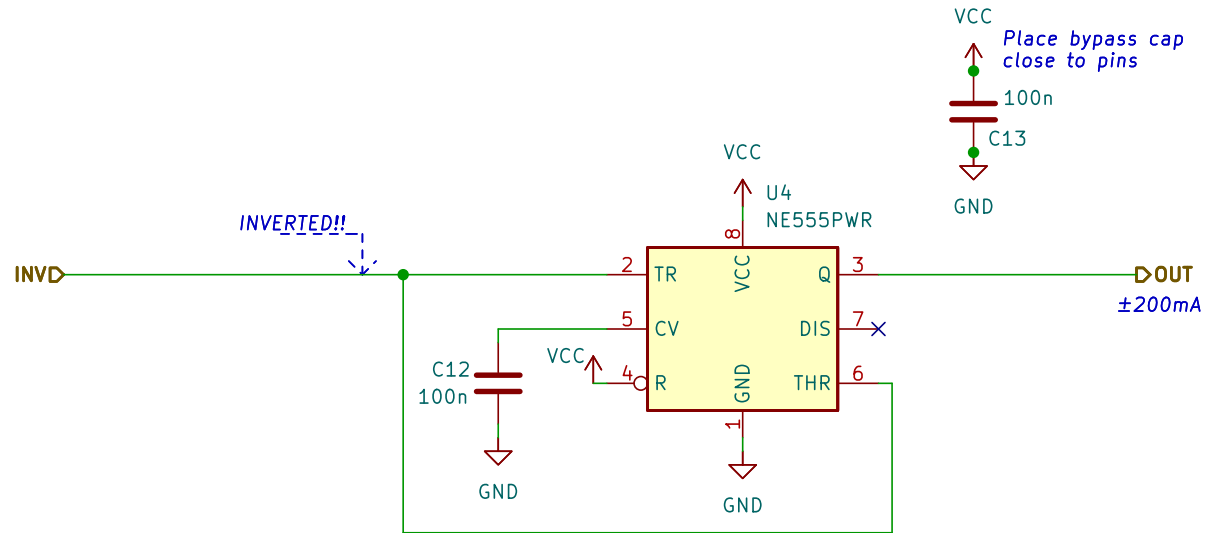 VCC
Place bypass cap
close to pins
100n
C13
GND
VCC
U4
NE555PWR
INVERTED!!
INV
2
TR
8
VCC
Q
3
OUT
±200mA
5
CV
DIS
7
C12
100n
VCC
4
R
GND
1
THR
6
GND
GND